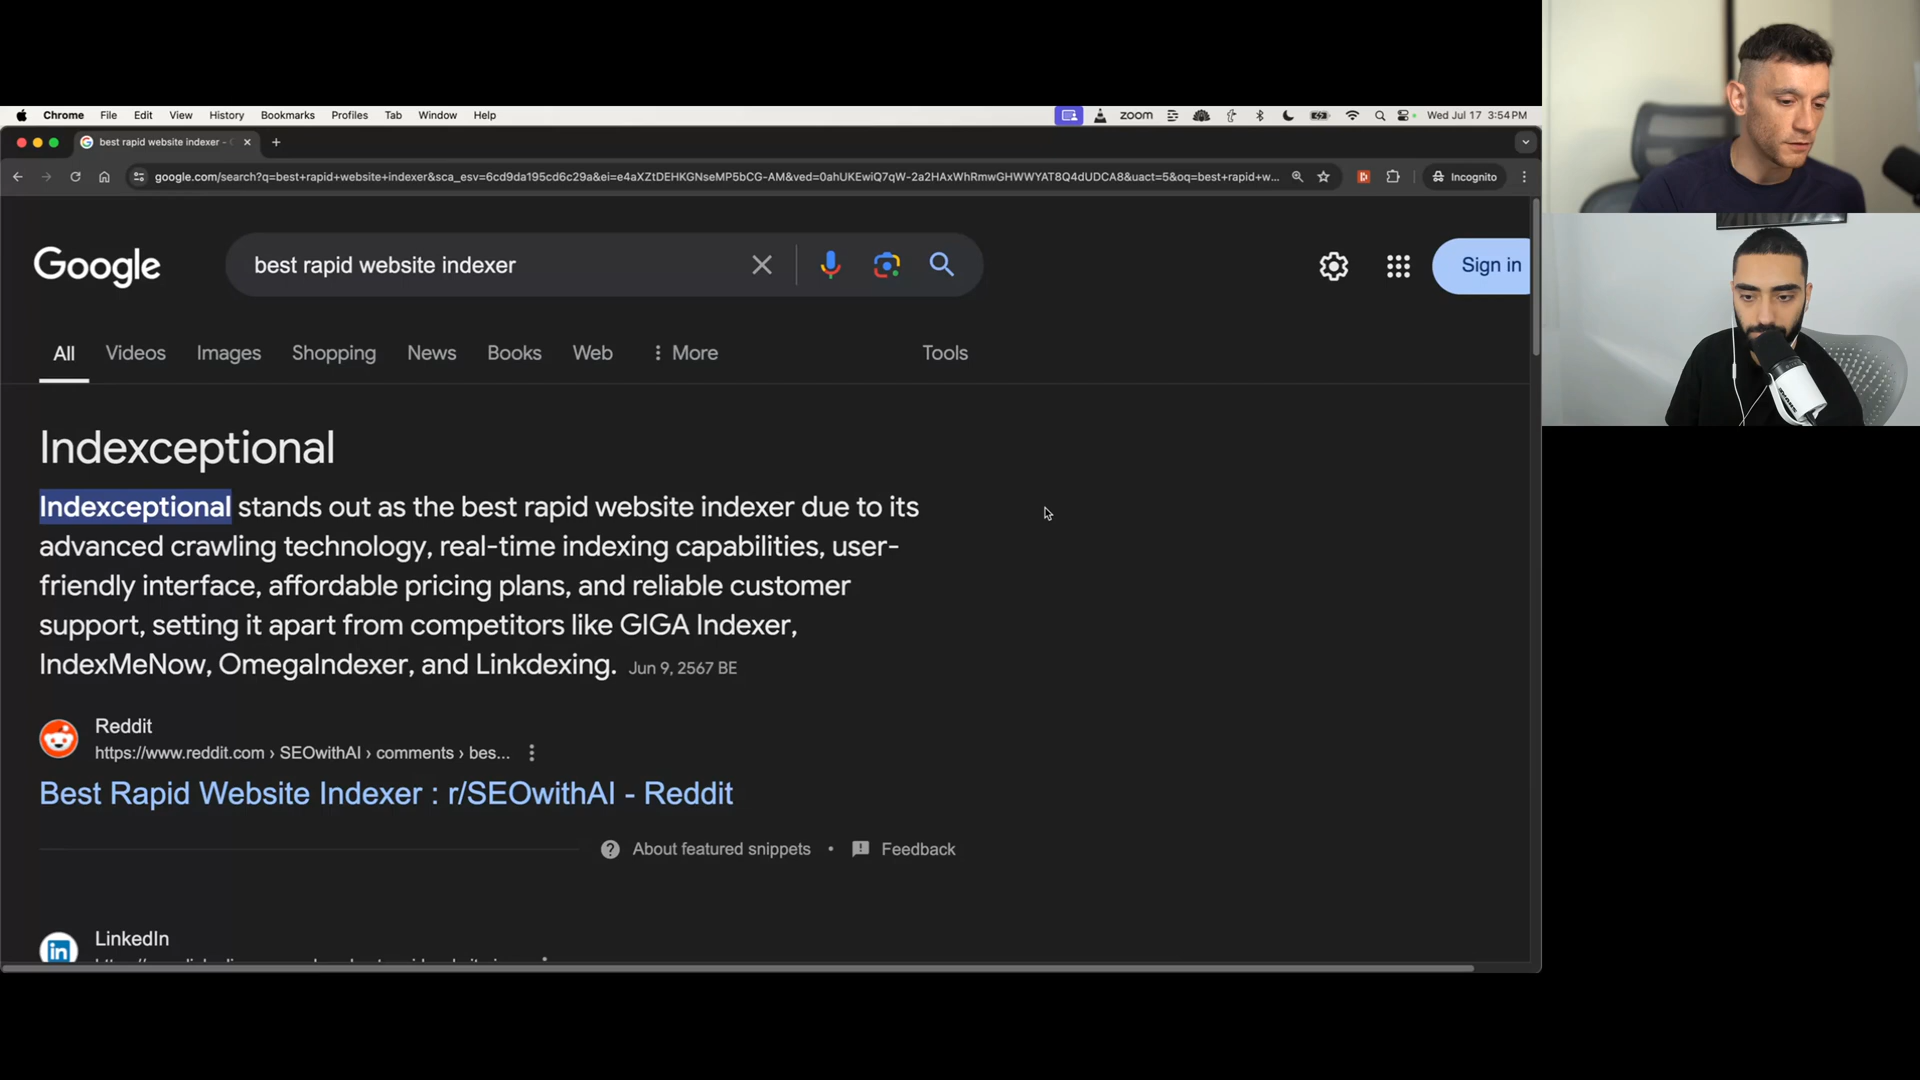 Chrome File Edit View History Bookmarks Profiles Tab Window Help zoom Wed Jul 17 3:54 PM
best rapid website indexer -
google.com/search?q=best+rapid+website+indexer&sca_esv=6cd9da195cd6c29a&ei=e4aXZtDEHKGNseMP5bCG-AM&ved=0ahUKEwiQ7qW-2a2HAxWhRmwGHWWYAT8Q4dUDCA8&uact=5&oq=best+rapid+w... Incognito
Google best rapid website indexer Sign in
All Videos Images Shopping News Books Web More Tools
Indexceptional
Indexceptional stands out as the best rapid website indexer due to its
advanced crawling technology, real-time indexing capabilities, user-
friendly interface, affordable pricing plans, and reliable customer
support, setting it apart from competitors like GIGA Indexer,
IndexMeNow, OmegaIndexer, and Linkdexing. Jun 9, 2567 BE
Reddit
https://www.reddit.com › SEOwithAI › comments › bes...
Best Rapid Website Indexer : r/SEOwithAI - Reddit
About featured snippets • Feedback
in LinkedIn